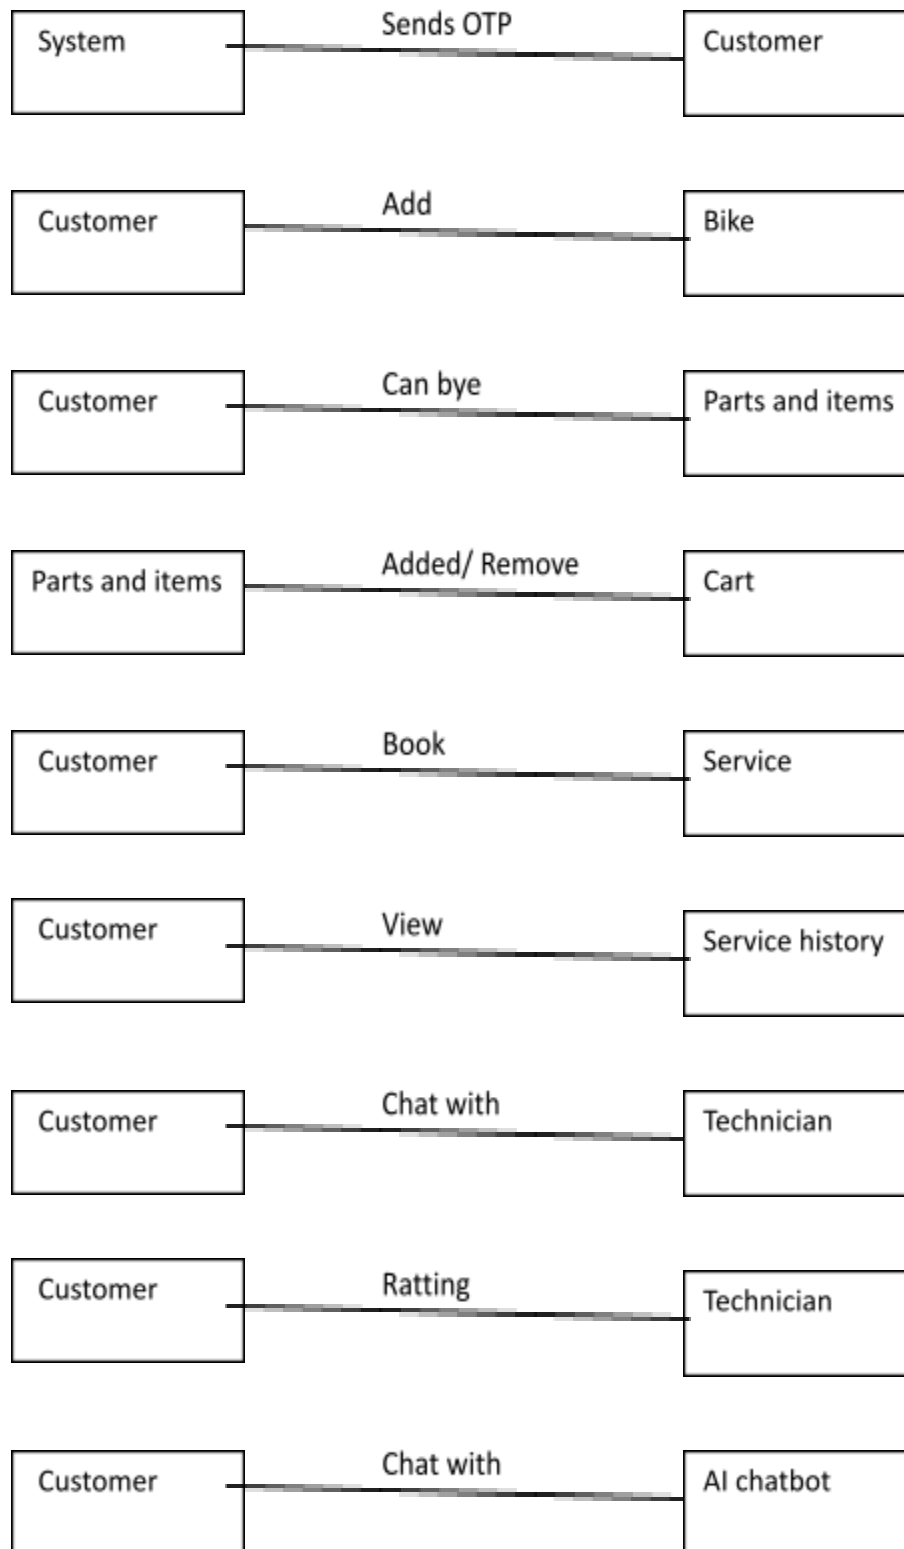 System Sends OTP Customer
Customer Add Bike
Customer Can bye Parts and items
Parts and items Added/ Remove Cart
Customer Book Service
Customer View Service history
Customer Chat with Technician
Customer Ratting Technician
Customer Chat with AI chatbot